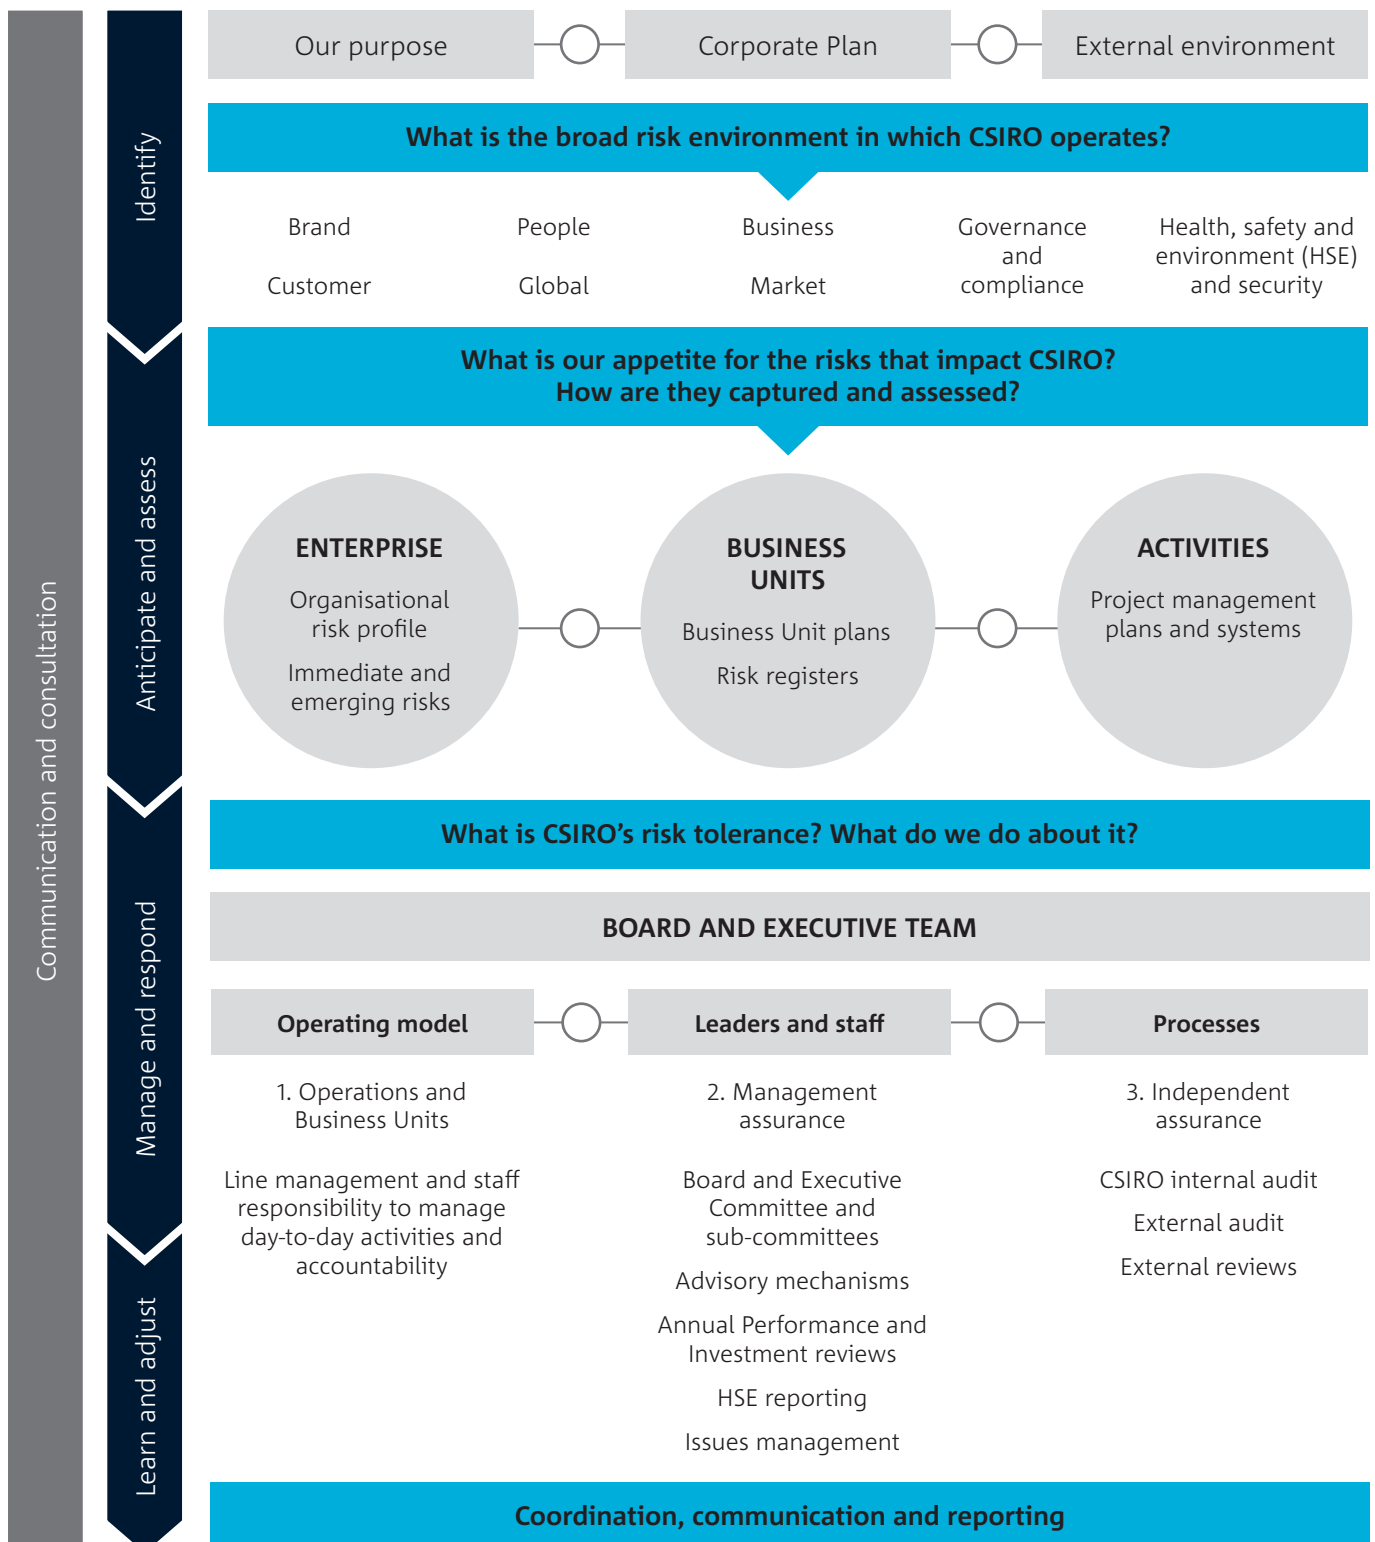 Communication and consultation
Identify
Anticipate and assess
Manage and respond
Learn and adjust
Our purpose
Corporate Plan
External environment
What is the broad risk environment in which CSIRO operates?
Brand
Customer
People
Global
Business
Market
Governance
and
compliance
Health, safety and
environment (HSE)
and security
What is our appetite for the risks that impact CSIRO?
How are they captured and assessed?
ENTERPRISE
Organisational
risk profile
Immediate and
emerging risks
BUSINESS
UNITS
Business Unit plans
Risk registers
ACTIVITIES
Project management
plans and systems
What is CSIRO’s risk tolerance? What do we do about it?
BOARD AND EXECUTIVE TEAM
Operating model
1. Operations and
Business Units
Line management and staff
responsibility to manage
day-to-day activities and
accountability
Leaders and staff
2. Management
assurance
Board and Executive
Committee and
sub-committees
Advisory mechanisms
Annual Performance and
Investment reviews
HSE reporting
Issues management
Processes
3. Independent
assurance
CSIRO internal audit
External audit
External reviews
Coordination, communication and reporting